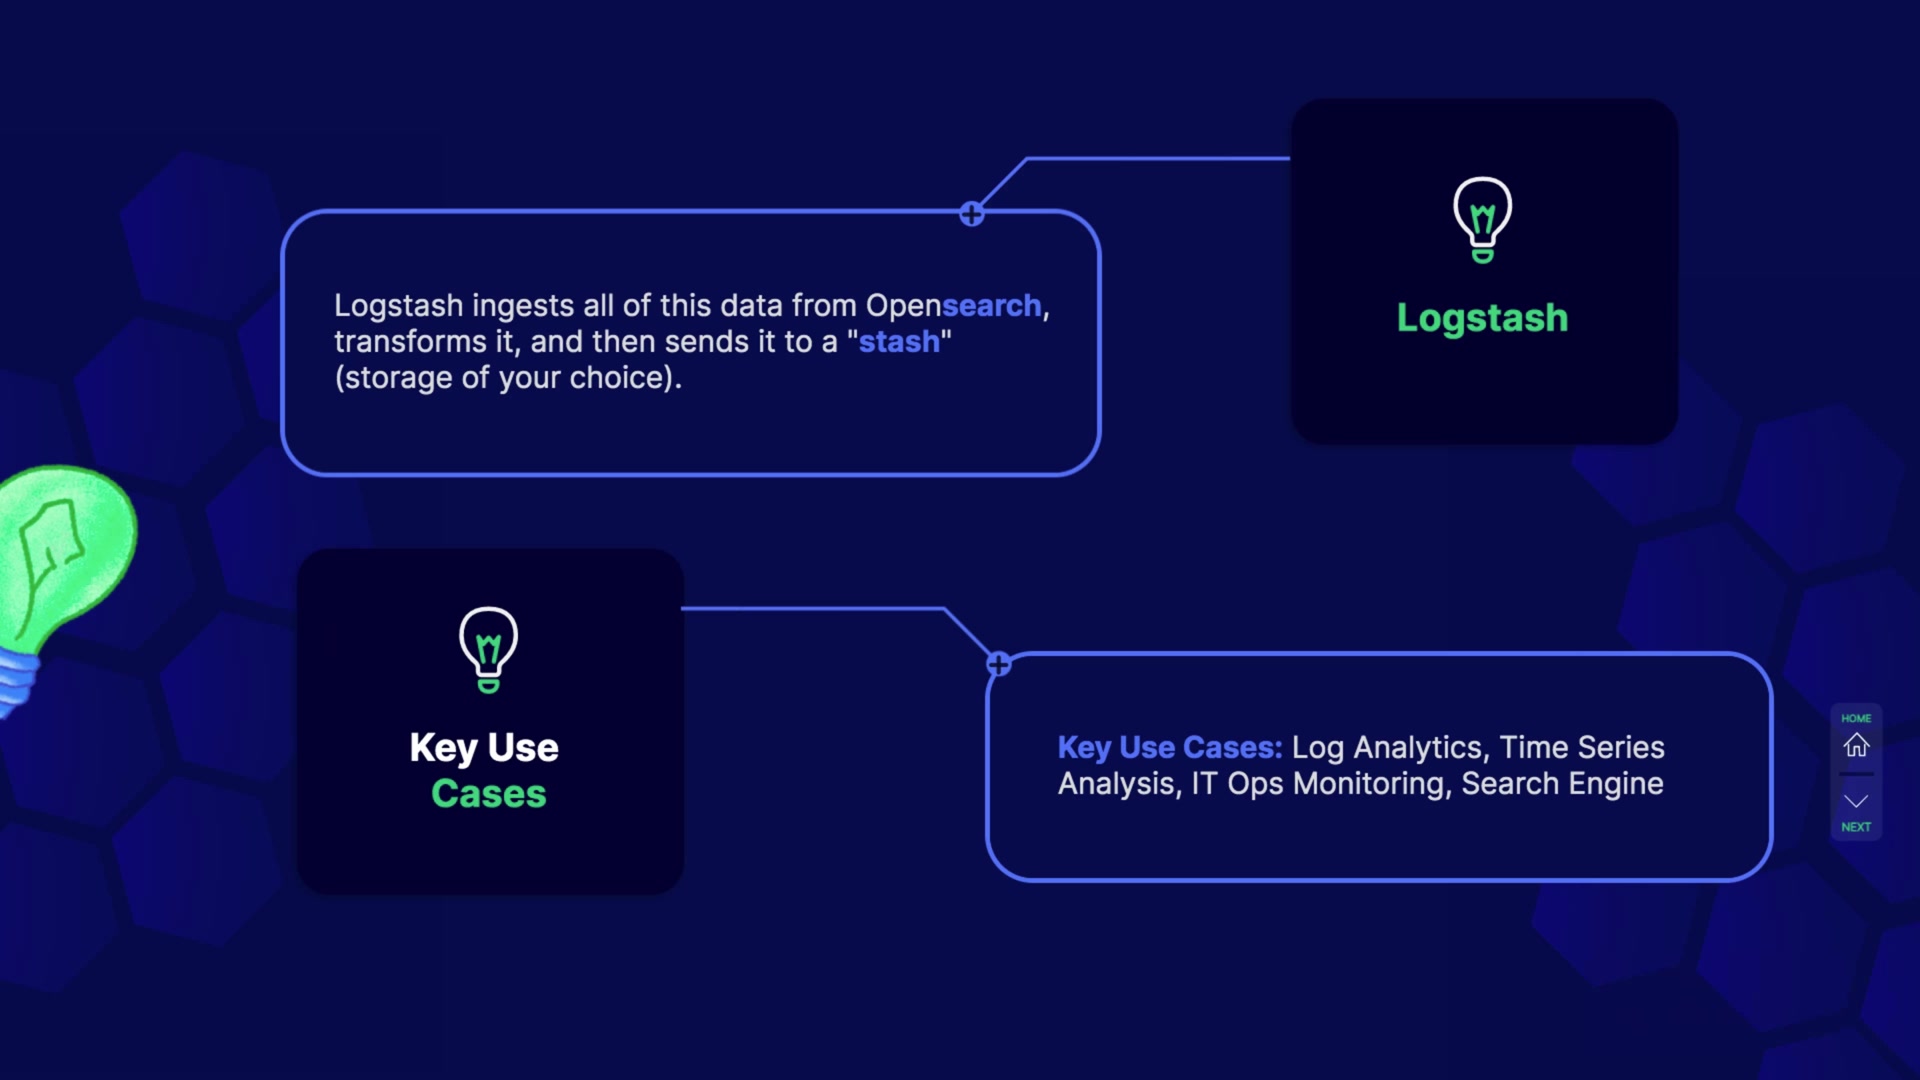 Logstash ingests all of this data from Opensearch,
transforms it, and then sends it to a "stash"
(storage of your choice).
Logstash
Key Use
Cases
Key Use Cases: Log Analytics, Time Series
Analysis, IT Ops Monitoring, Search Engine
HOME
NEXT